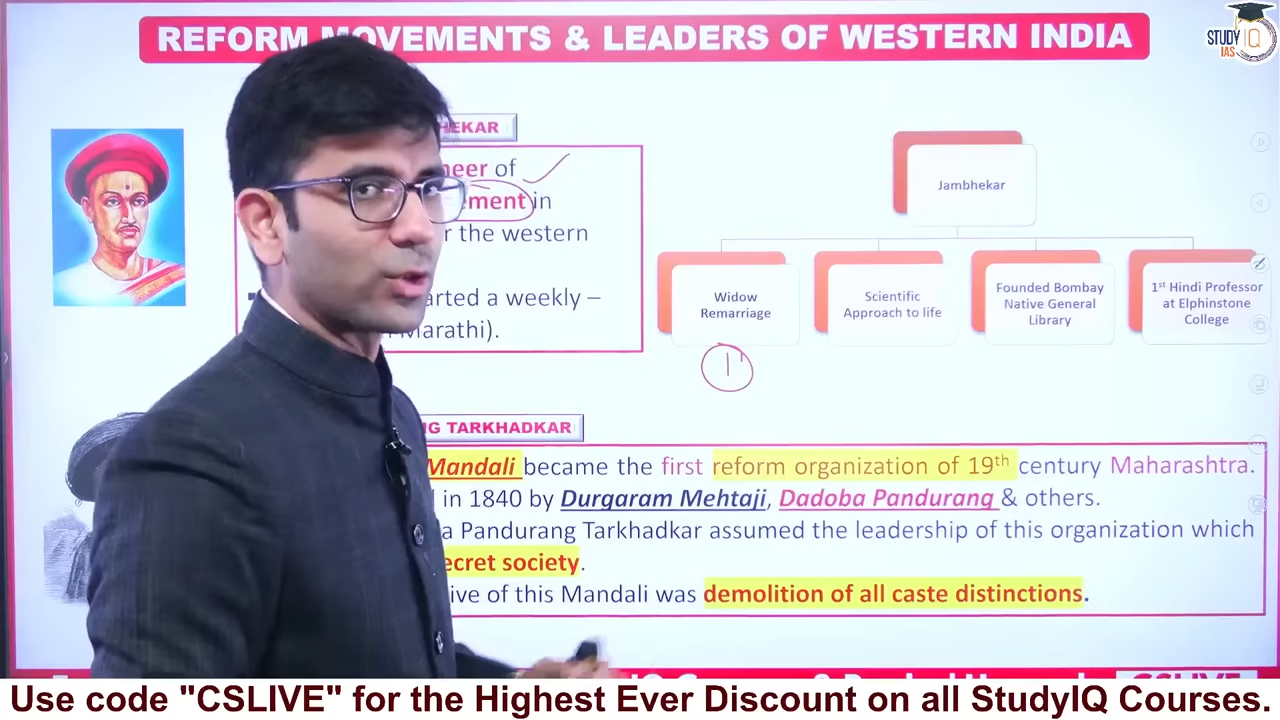 REFORM MOVEMENTS & LEADERS OF WESTERN INDIA
STUDY IQ
IAS
HEKAR
neer of
ement in
r the western
arted a weekly –
Marathi).
Jambhekar
Widow
Remarriage
Scientific
Approach to life
Founded Bombay
Native General
Library
1st Hindi Professor
at Elphinstone
College
1
NG TARKHADKAR
Mandali became the first reform organization of 19th century Maharashtra.
in 1840 by Durgaram Mehtaji, Dadoba Pandurang & others.
a Pandurang Tarkhadkar assumed the leadership of this organization which
ecret society.
ive of this Mandali was demolition of all caste distinctions.
Use code "CSLIVE" for the Highest Ever Discount on all StudyIQ Courses.